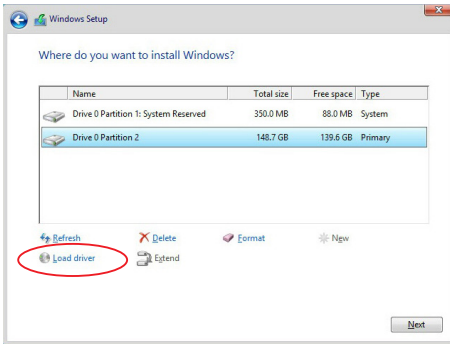 Windows Setup
Where do you want to install Windows?
Name Total size Free space Type
Drive 0 Partition 1: System Reserved 350.0 MB 88.0 MB System
Drive 0 Partition 2 148.7 GB 139.6 GB Primary
Refresh Delete Format New
Load driver Extend
Next